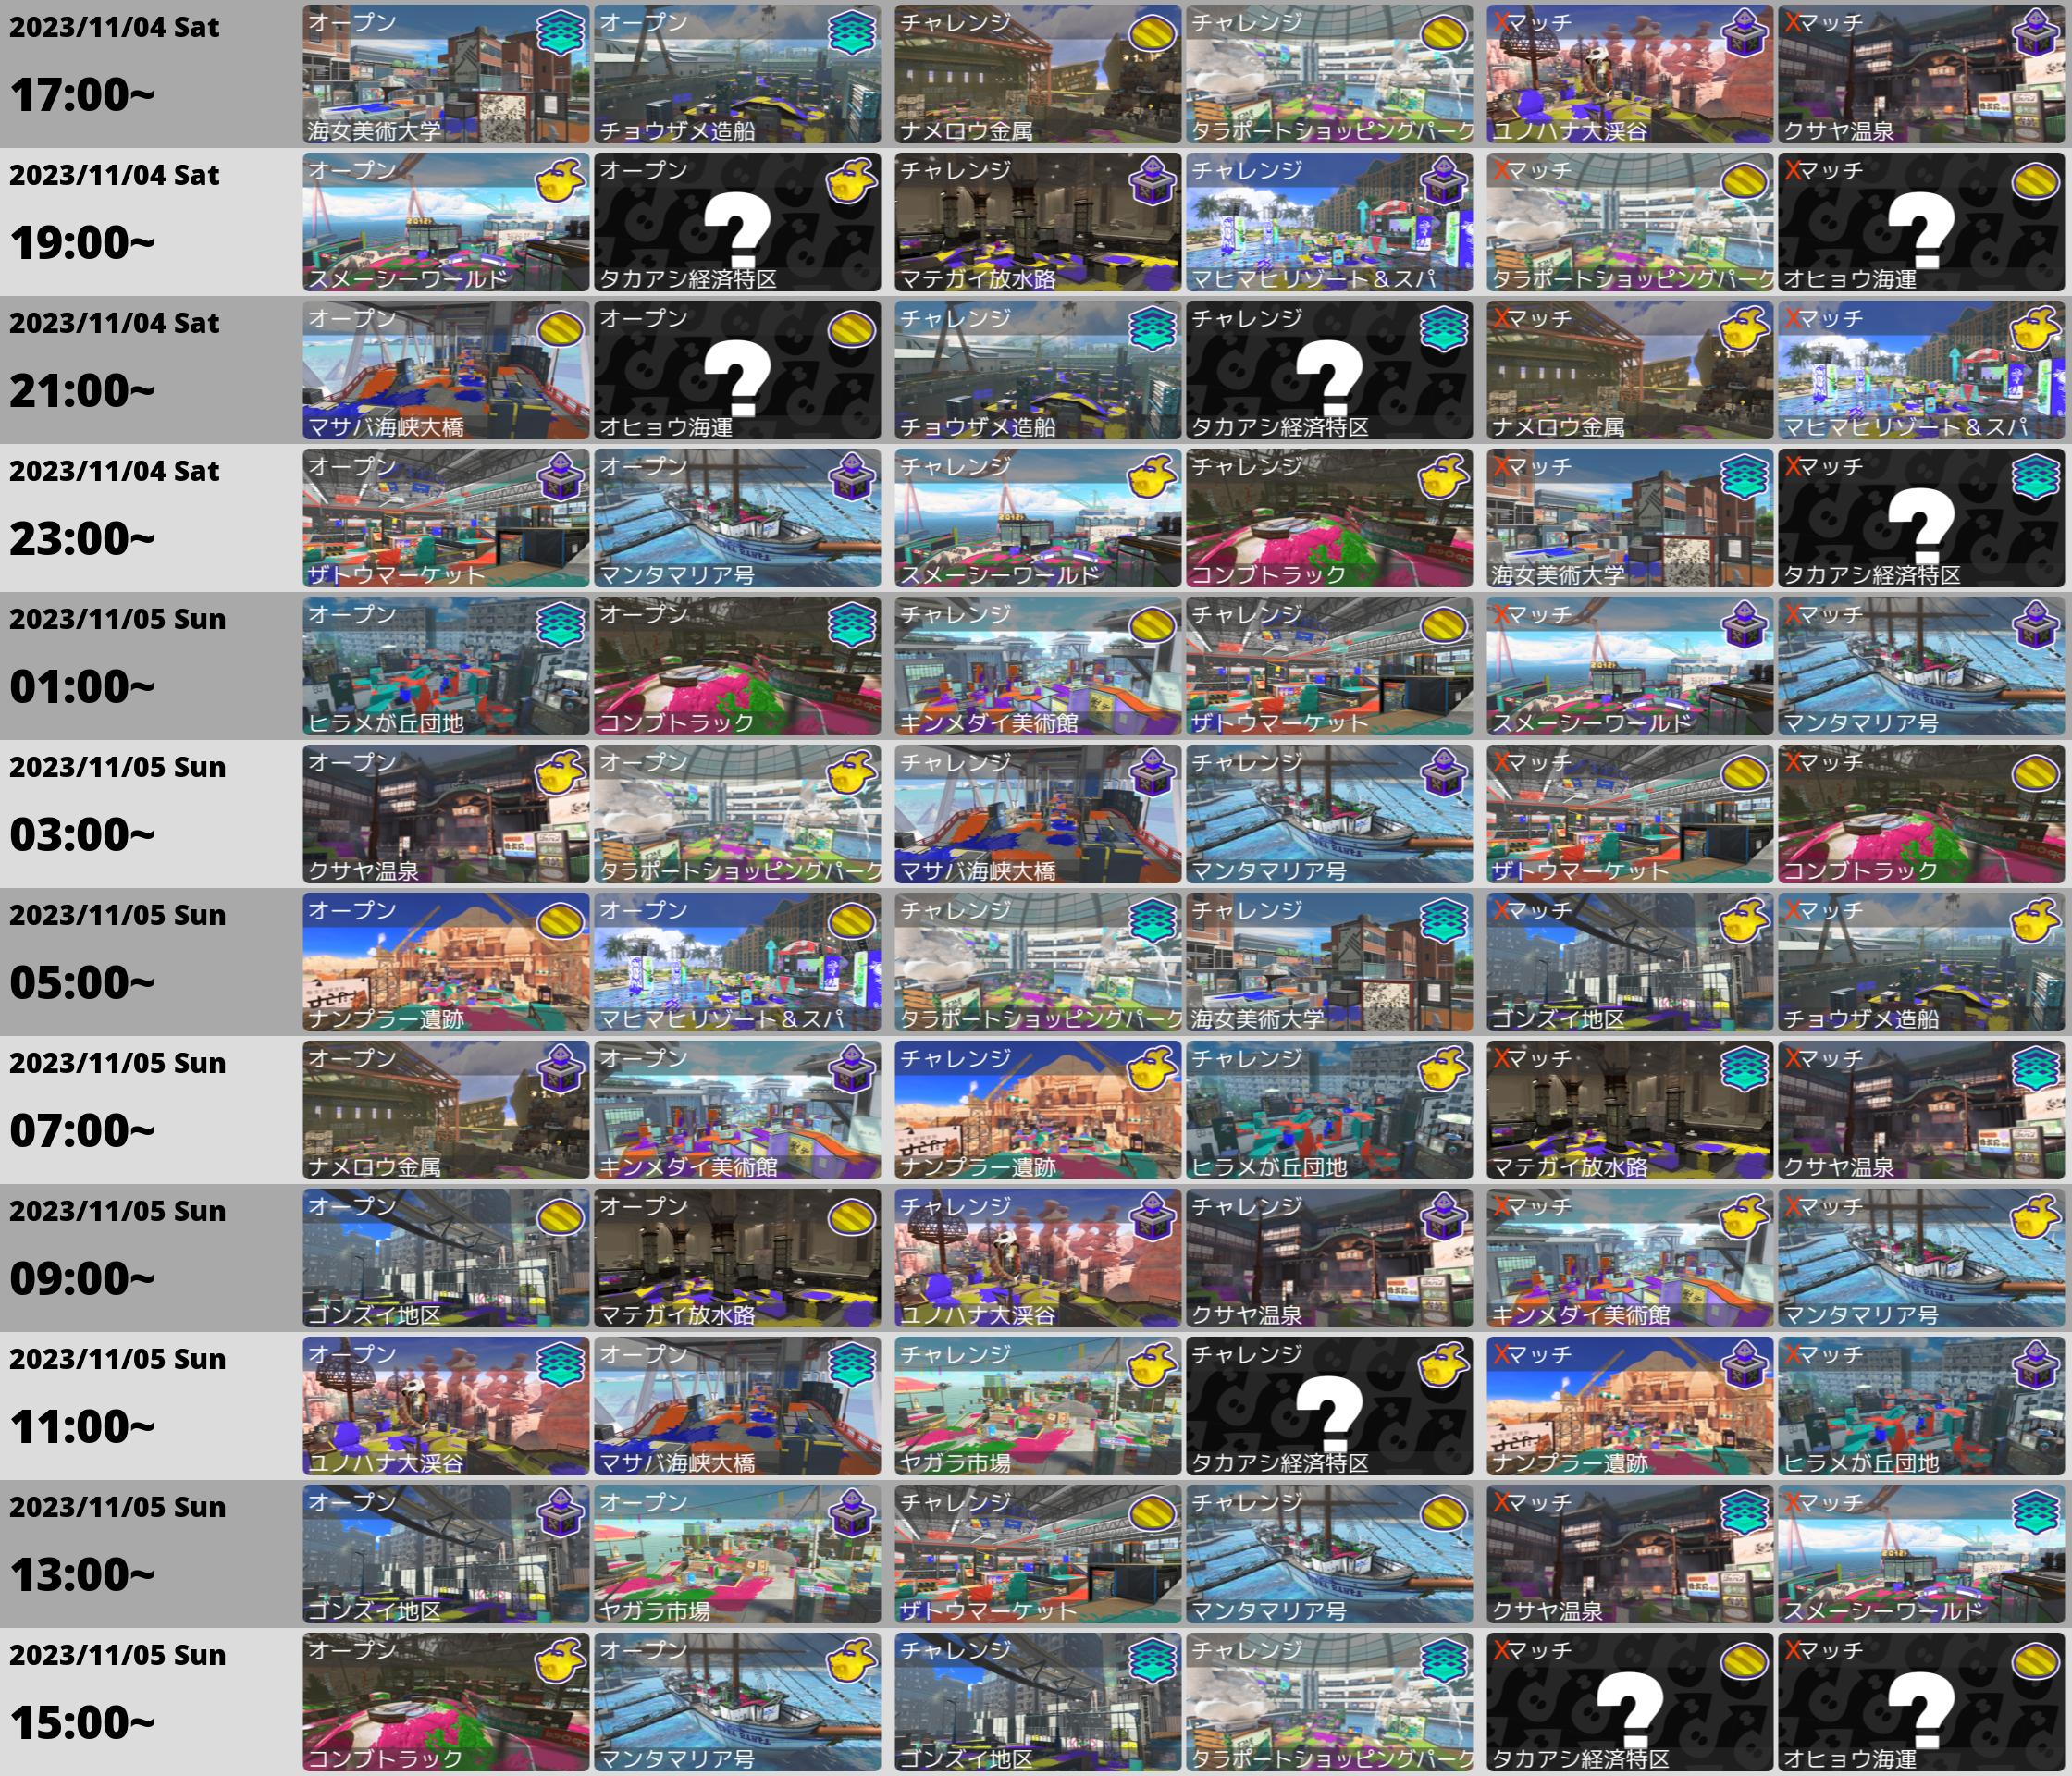 2023/11/04 Sat
17:00~
オープン オープン チャレンジ チャレンジ Xマッチ Xマッチ
海女美術大学 チョウザメ造船 ナメロウ金属 タラポートショッピングパーク ユノハナ大渓谷 クサヤ温泉
2023/11/04 Sat
19:00~
オープン オープン チャレンジ チャレンジ Xマッチ Xマッチ
?
?
スメーシーワールド タカアシ経済特区 マテガイ放水路 マヒマヒリゾート&スパ タラポートショッピングパーク オヒョウ海運
2023/11/04 Sat
21:00~
オープン オープン チャレンジ チャレンジ Xマッチ Xマッチ
?
?
マサバ海峡大橋 オヒョウ海運 チョウザメ造船 タカアシ経済特区 ナメロウ金属 マヒマヒリゾート&スパ
2023/11/04 Sat
23:00~
オープン オープン チャレンジ チャレンジ Xマッチ Xマッチ
?
ザトウマーケット マンタマリア号 スメーシーワールド コンブトラック 海女美術大学 タカアシ経済特区
2023/11/05 Sun
01:00~
オープン オープン チャレンジ チャレンジ Xマッチ Xマッチ
ヒラメが丘団地 コンブトラック キンメダイ美術館 ザトウマーケット スメーシーワールド マンタマリア号
2023/11/05 Sun
03:00~
オープン オープン チャレンジ チャレンジ Xマッチ Xマッチ
クサヤ温泉 タラポートショッピングパーク マサバ海峡大橋 マンタマリア号 ザトウマーケット コンブトラック
2023/11/05 Sun
05:00~
オープン オープン チャレンジ チャレンジ Xマッチ Xマッチ
ナンプラー遺跡 マヒマヒリゾート&スパ タラポートショッピングパーク 海女美術大学 ゴンズイ地区 チョウザメ造船
2023/11/05 Sun
07:00~
オープン オープン チャレンジ チャレンジ Xマッチ Xマッチ
ナメロウ金属 キンメダイ美術館 ナンプラー遺跡 ヒラメが丘団地 マテガイ放水路 クサヤ温泉
2023/11/05 Sun
09:00~
オープン オープン チャレンジ チャレンジ Xマッチ Xマッチ
ゴンズイ地区 マテガイ放水路 ユノハナ大渓谷 クサヤ温泉 キンメダイ美術館 マンタマリア号
2023/11/05 Sun
11:00~
オープン オープン チャレンジ チャレンジ Xマッチ Xマッチ
?
ユノハナ大渓谷 マサバ海峡大橋 ヤガラ市場 タカアシ経済特区 ナンプラー遺跡 ヒラメが丘団地
2023/11/05 Sun
13:00~
オープン オープン チャレンジ チャレンジ Xマッチ Xマッチ
ゴンズイ地区 ヤガラ市場 ザトウマーケット マンタマリア号 クサヤ温泉 スメーシーワールド
2023/11/05 Sun
15:00~
オープン オープン チャレンジ チャレンジ Xマッチ Xマッチ
?
?
コンブトラック マンタマリア号 ゴンズイ地区 タラポートショッピングパーク タカアシ経済特区 オヒョウ海運